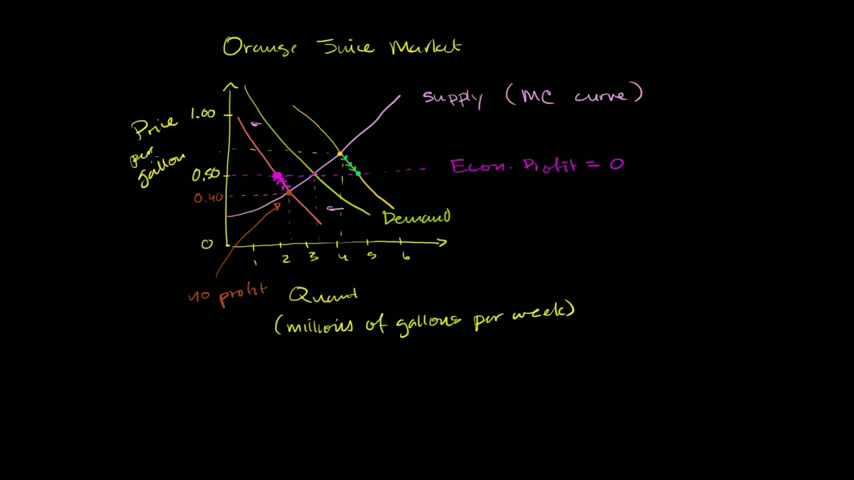 Orange Juice Market
supply (MC curve)
Price
per
gallon
1.00
0.50
0.40
0
Econ. Profit = 0
Demand
1 2 3 4 5 6
no profit
Quant
(millions of gallons per week)